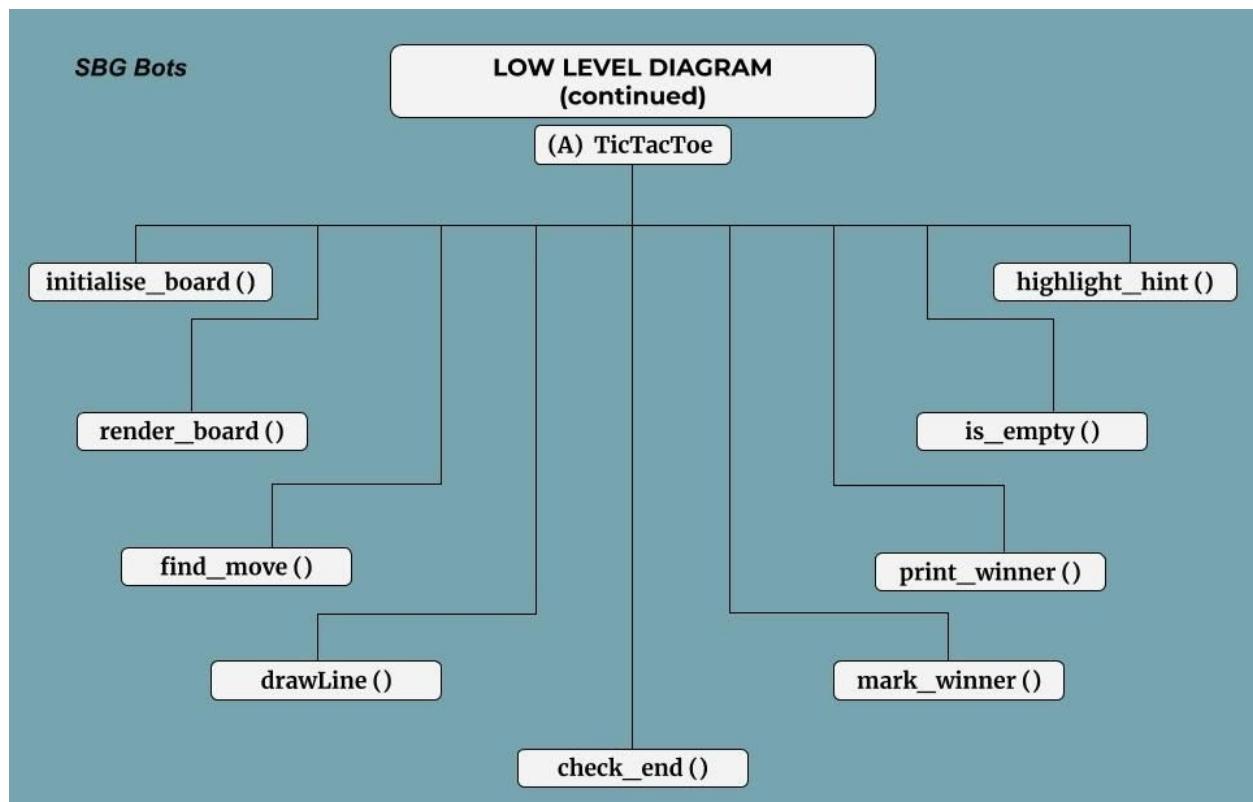 SBG Bots
LOW LEVEL DIAGRAM
(continued)
(A) TicTacToe
initialise_board ()
highlight_hint ()
render_board ()
is_empty ()
find_move ()
print_winner ()
drawLine ()
mark_winner ()
check_end ()